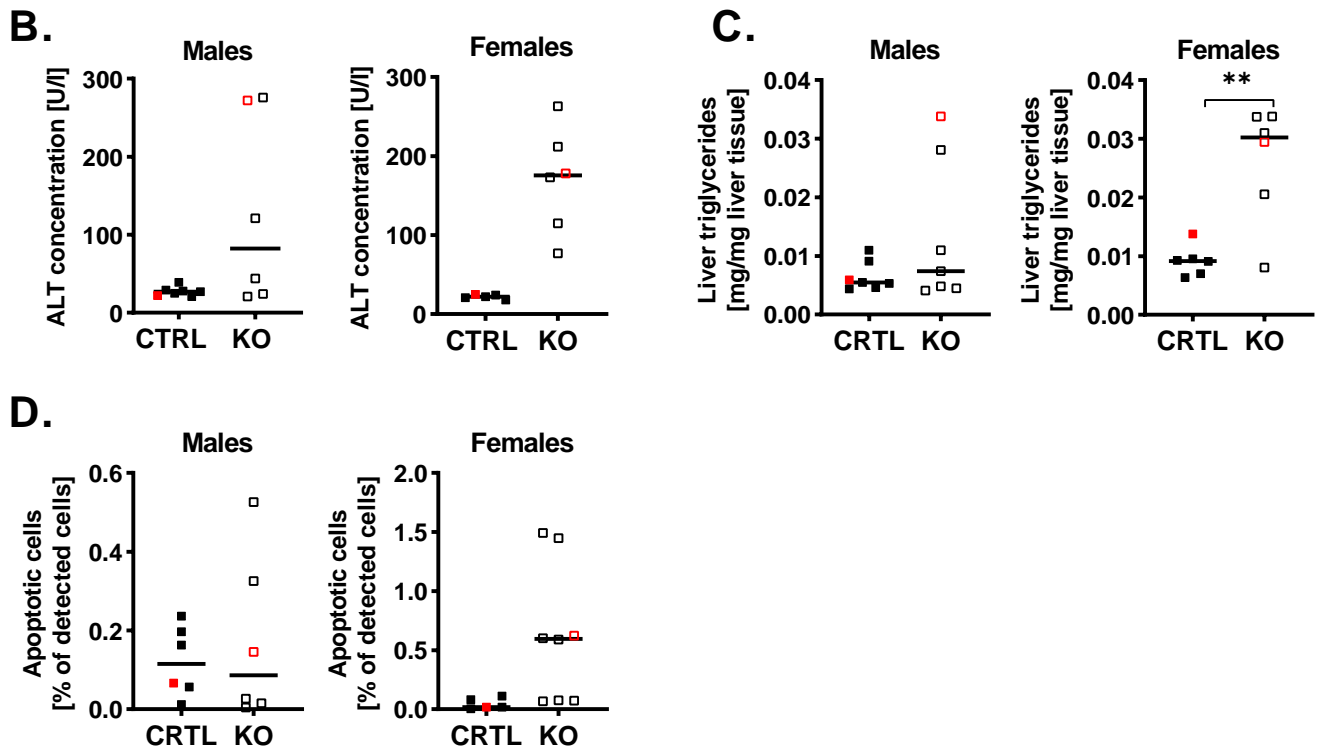 B.
Males
ALT concentration [U/l]
300
200
100
0
CTRL KO
Females
ALT concentration [U/l]
300
200
100
0
CTRL KO
C.
Males
Liver triglycerides
[mg/mg liver tissue]
0.04
0.03
0.02
0.01
0.00
CRTL KO
Females
**
Liver triglycerides
[mg/mg liver tissue]
0.04
0.03
0.02
0.01
0.00
CRTL KO
D.
Males
Apoptotic cells
[% of detected cells]
0.6
0.4
0.2
0.0
CRTL KO
Females
Apoptotic cells
[% of detected cells]
2.0
1.5
1.0
0.5
0.0
CRTL KO